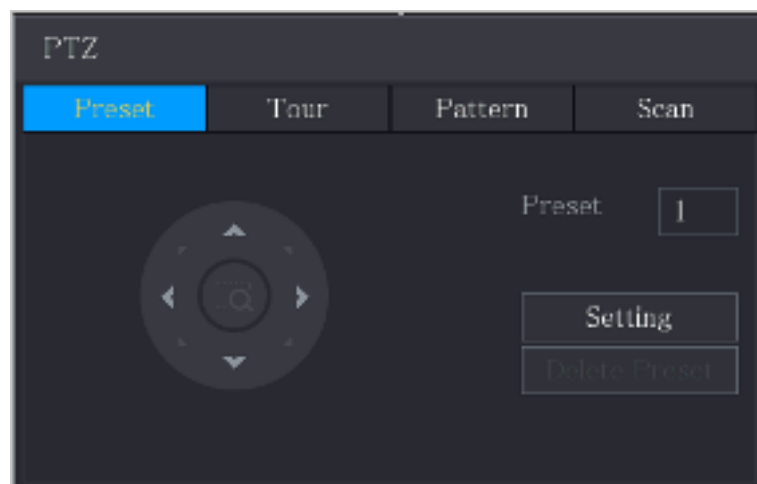 PTZ
Preset Tour Pattern Scan
Preset 1
Setting
Delete Preset